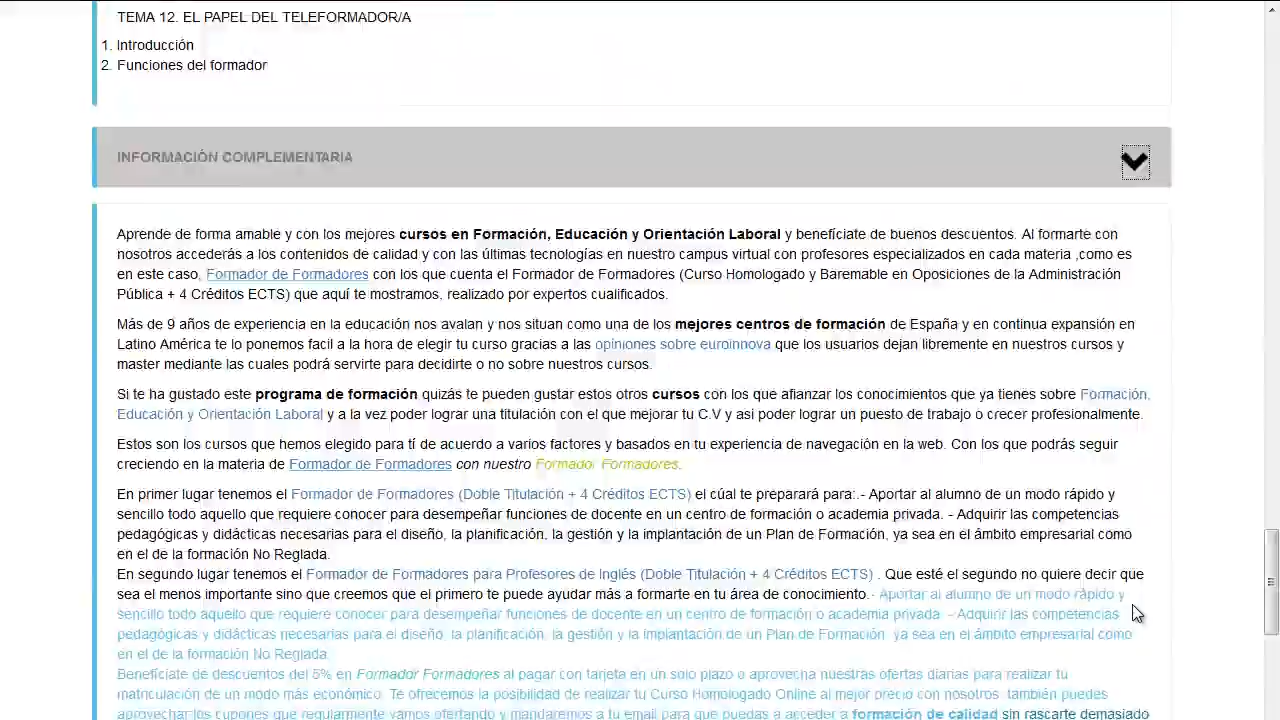 TEMA 12. EL PAPEL DEL TELEFORMADOR/A
1. Introducción
2. Funciones del formador
INFORMACIÓN COMPLEMENTARIA
Aprende de forma amable y con los mejores cursos en Formación, Educación y Orientación Laboral y benefíciate de buenos descuentos. Al formarte con
nosotros accederás a los contenidos de calidad y con las últimas tecnologías en nuestro campus virtual con profesores especializados en cada materia ,como es
en este caso, Formador de Formadores con los que cuenta el Formador de Formadores (Curso Homologado y Baremable en Oposiciones de la Administración
Pública + 4 Créditos ECTS) que aquí te mostramos, realizado por expertos cualificados.
Más de 9 años de experiencia en la educación nos avalan y nos situan como una de los mejores centros de formación de España y en continua expansión en
Latino América te lo ponemos facil a la hora de elegir tu curso gracias a las opiniones sobre euroinnova que los usuarios dejan libremente en nuestros cursos y
master mediante las cuales podrá servirte para decidirte o no sobre nuestros cursos.
Si te ha gustado este programa de formación quizás te pueden gustar estos otros cursos con los que afianzar los conocimientos que ya tienes sobre Formación,
Educación y Orientación Laboral y a la vez poder lograr una titulación con el que mejorar tu C.V y asi poder lograr un puesto de trabajo o crecer profesionalmente.
Estos son los cursos que hemos elegido para tí de acuerdo a varios factores y basados en tu experiencia de navegación en la web. Con los que podrás seguir
creciendo en la materia de Formador de Formadores con nuestro Formador Formadores.
En primer lugar tenemos el Formador de Formadores (Doble Titulación + 4 Créditos ECTS) el cúal te preparará para:.- Aportar al alumno de un modo rápido y
sencillo todo aquello que requiere conocer para desempeñar funciones de docente en un centro de formación o academia privada. - Adquirir las competencias
pedagógicas y didácticas necesarias para el diseño, la planificación, la gestión y la implantación de un Plan de Formación, ya sea en el ámbito empresarial como
en el de la formación No Reglada.
En segundo lugar tenemos el Formador de Formadores para Profesores de Inglés (Doble Titulación + 4 Créditos ECTS) . Que esté el segundo no quiere decir que
sea el menos importante sino que creemos que el primero te puede ayudar más a formarte en tu área de conocimiento.- Aportar al alumno de un modo rápido y
sencillo todo aquello que requiere conocer para desempeñar funciones de docente en un centro de formación o academia privada. - Adquirir las competencias
pedagógicas y didácticas necesarias para el diseño, la planificación, la gestión y la implantación de un Plan de Formación, ya sea en el ámbito empresarial como
en el de la formación No Reglada.
Benefíciate de descuentos del 5% en Formador Formadores al pagar con tarjeta en un solo plazo o aprovecha nuestras ofertas diarias para realizar tu
matriculación de un modo más económico. Te ofrecemos la posibilidad de realizar tu Curso Homologado Online al mejor precio con nosotros, también puedes
aprovechar los cupones que regularmente vamos ofertando y mandaremos a tu email para que puedas a acceder a formación de calidad sin rascarte demasiado